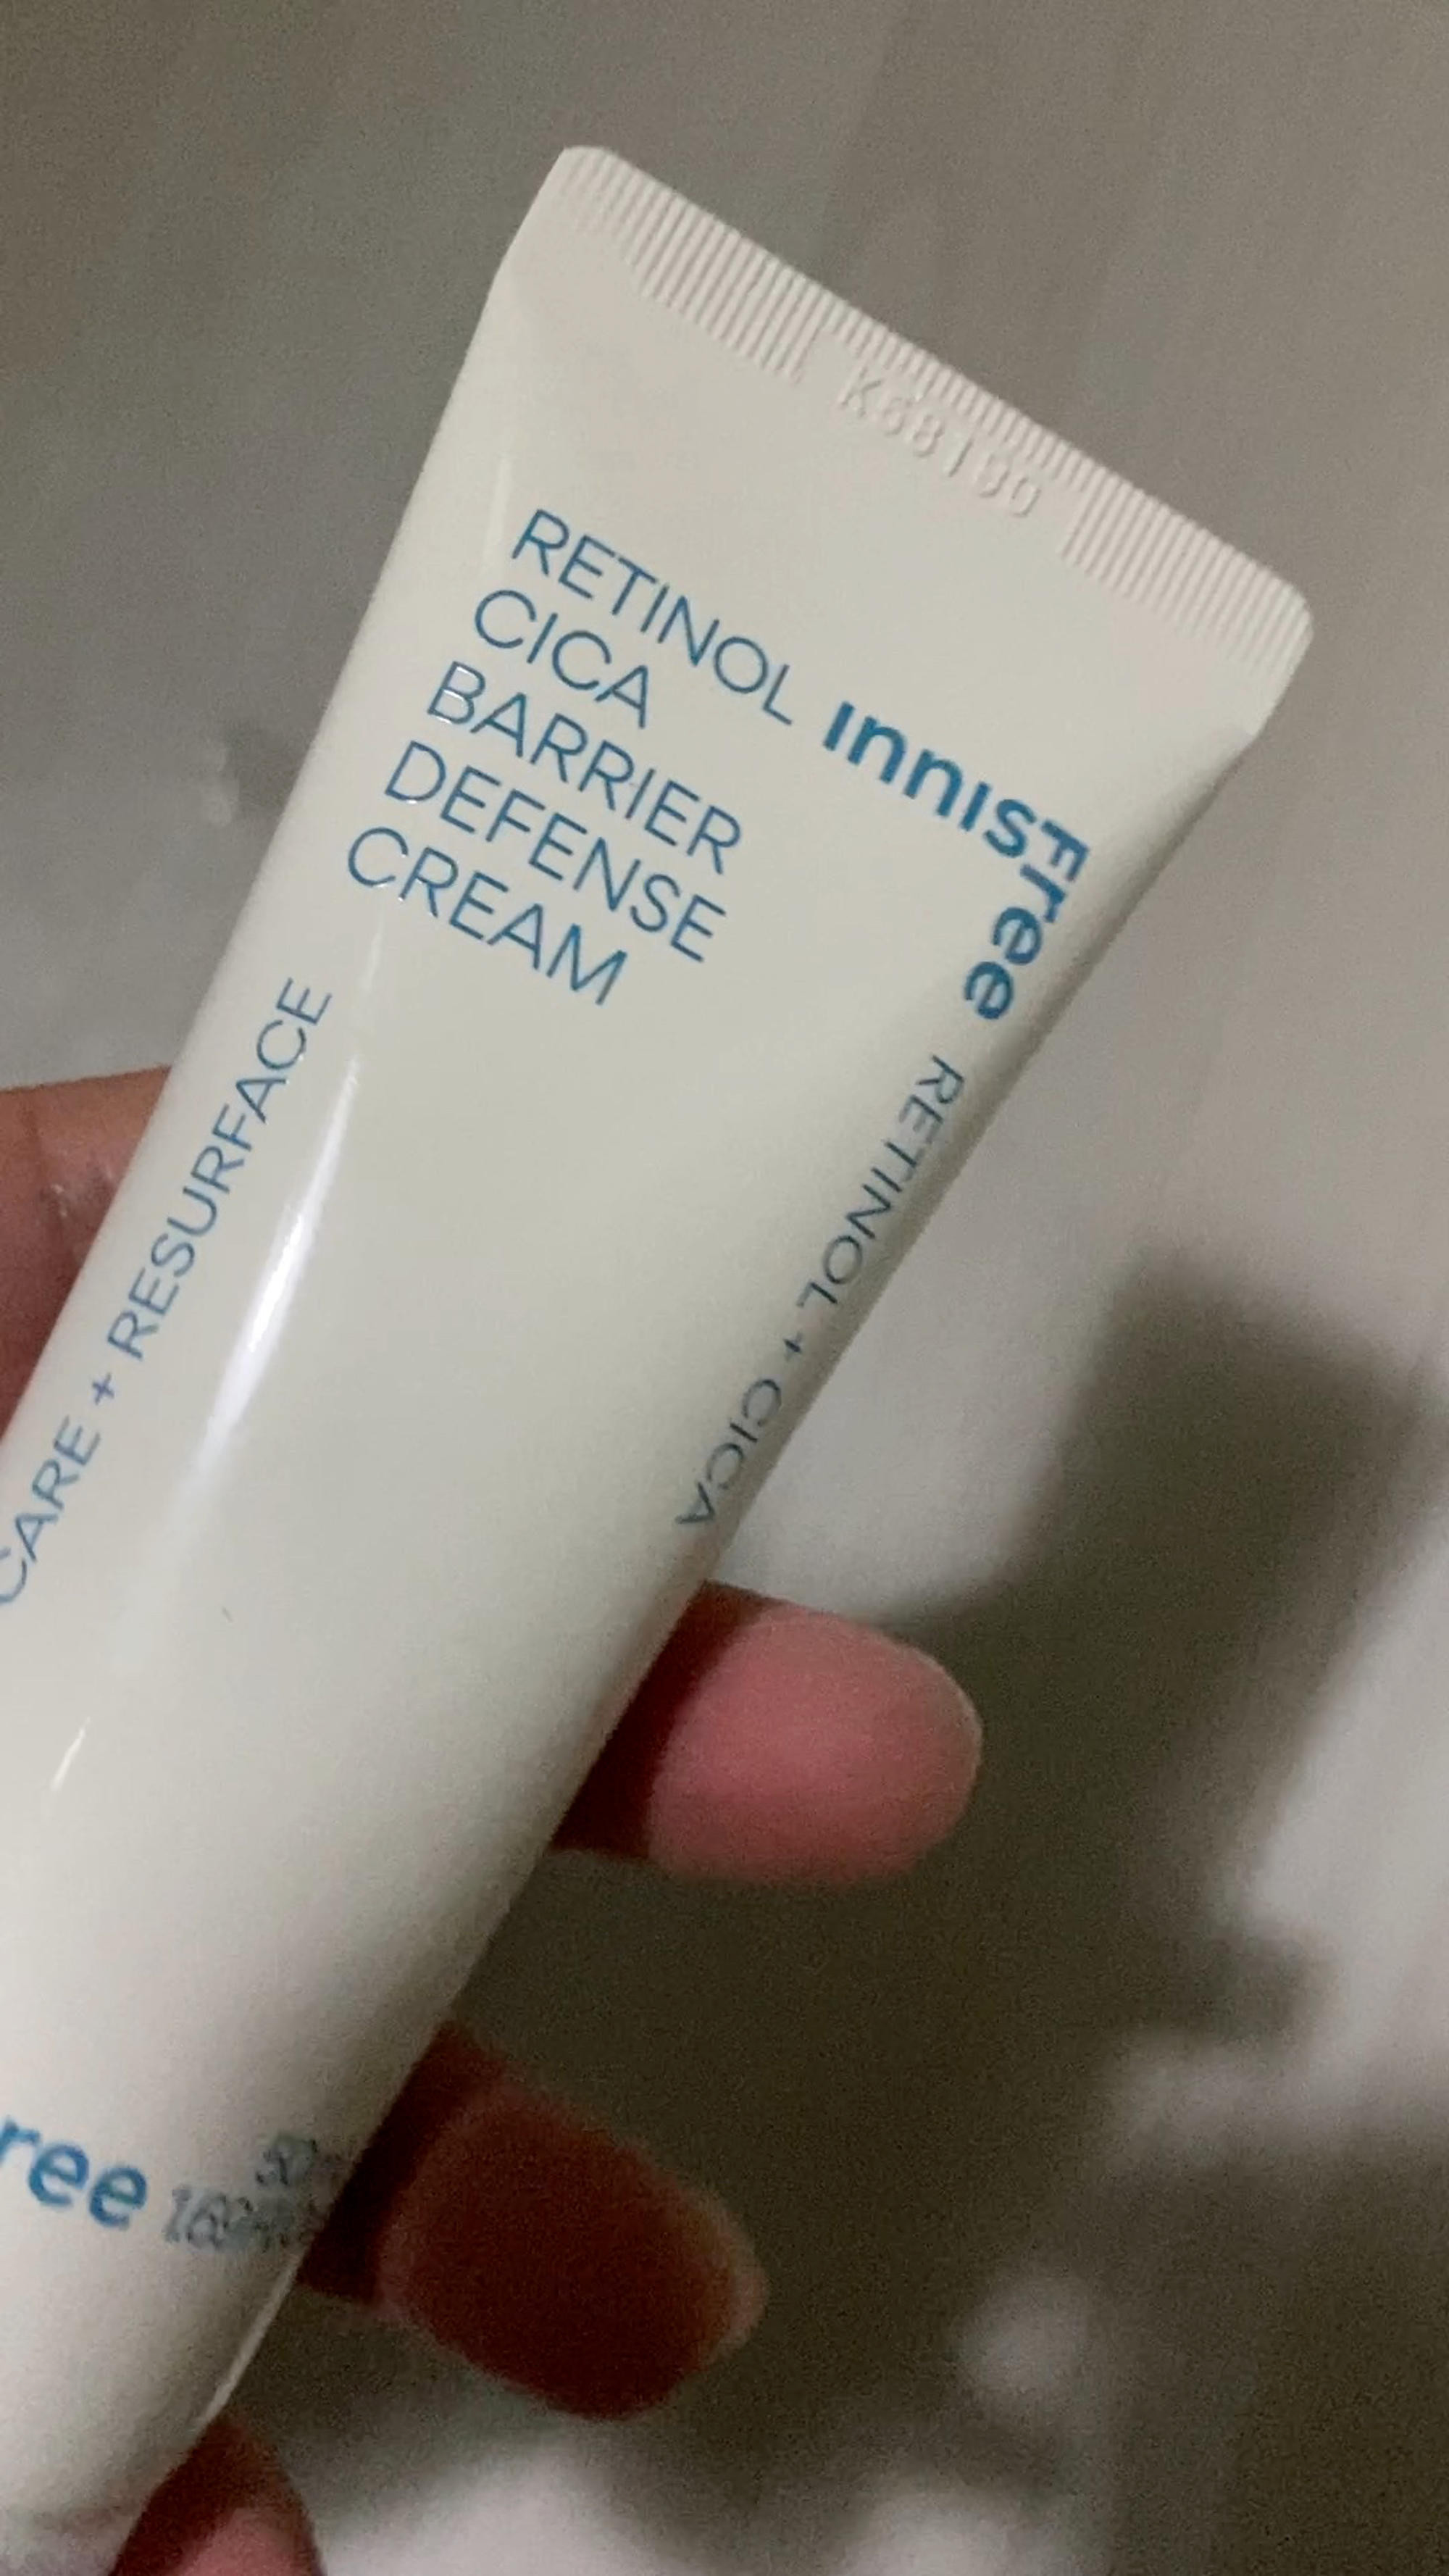 RETINOL
CICA
BARRIER
DEFENSE
CREAM
innisFree
RETINOL + CICA
CARE + RESURFACE
ree